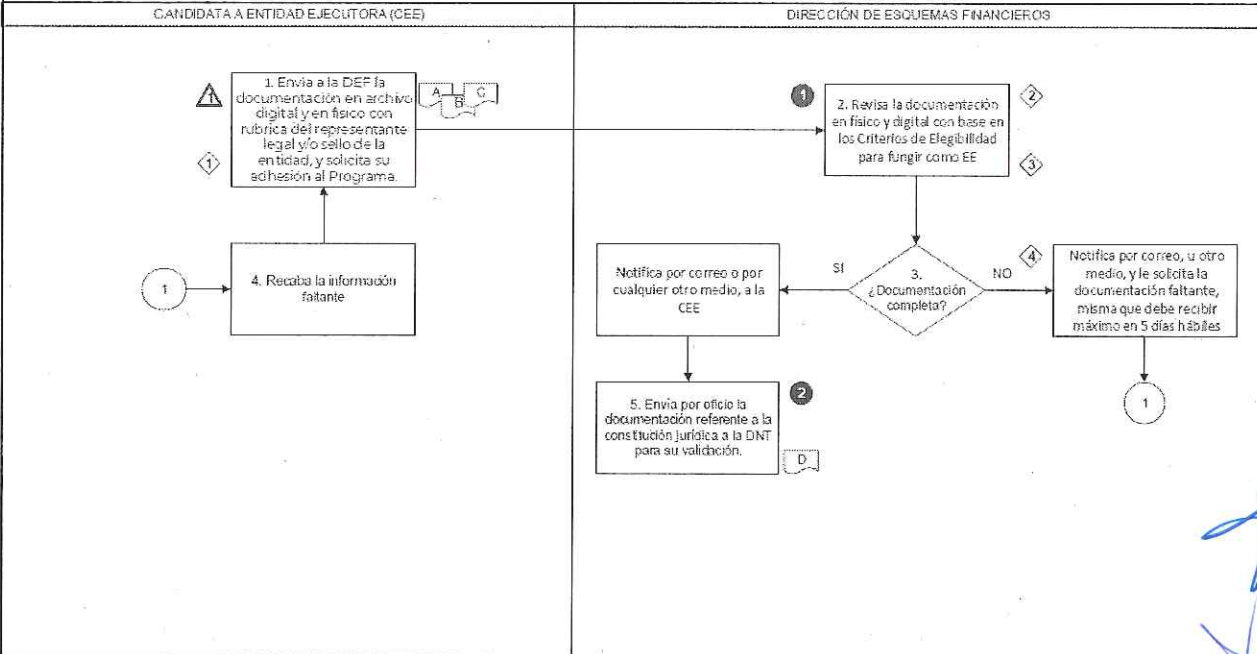 CANDIDATA A ENTIDAD EJECUTORA (CEE)
DIRECCIÓN DE ESQUEMAS FINANCIEROS
1
1
1. Envia a la DEF la
documentación en archivo
digital y en físico con
rubrica del representante
legal y/o sello de la
entidad, y solicita su
adhesión al Programa.
A
B
C
1
4. Recaba la información
faltante
1
2. Revisa la documentación
en físico y digital con base en
los Criterios de Elegibilidad
para fungir como EE
2
3
3.
¿Documentación
completa?
SI
NO
Notifica por correo o por
cualquier otro medio, a la
CEE
4
Notifica por correo, u otro
medio, y le solicita la
documentación faltante,
misma que debe recibir
máximo en 5 días hábiles
1
5. Envía por oficio la
documentación referente a la
constitución jurídica a la DNT
para su validación.
2
D